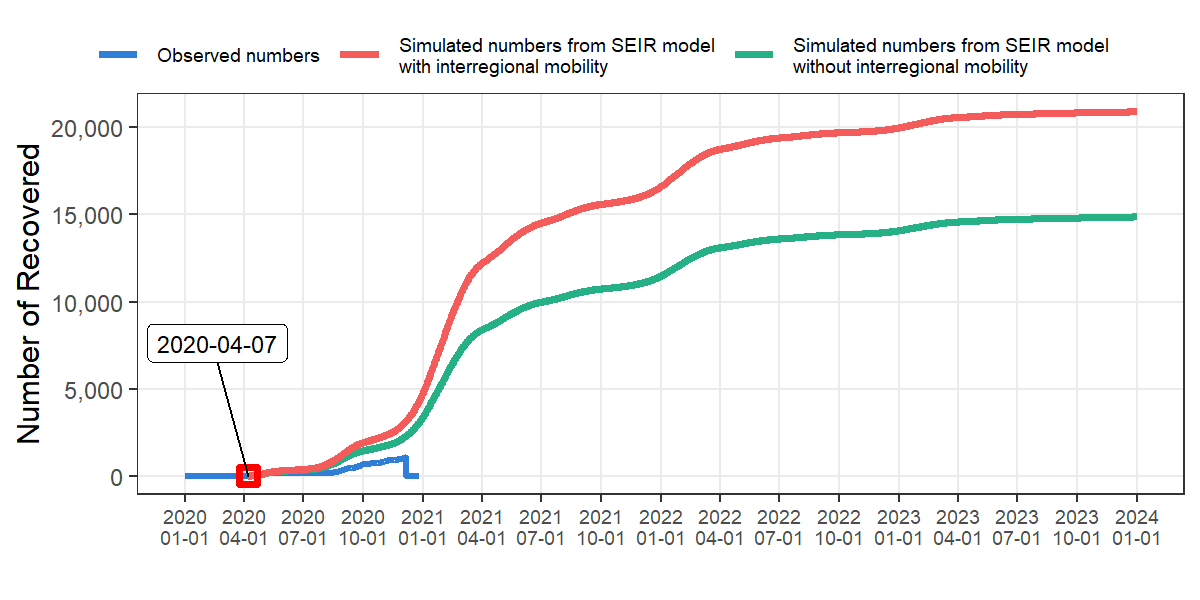 Observed numbers
Simulated numbers from SEIR model
with interregional mobility
Simulated numbers from SEIR model
without interregional mobility
Number of Recovered
20,000
15,000
10,000
5,000
0
2020-04-07
2020 2020 2020 2020 2021 2021 2021 2021 2022 2022 2022 2022 2023 2023 2023 2023 2024
01-01 04-01 07-01 10-01 01-01 04-01 07-01 10-01 01-01 04-01 07-01 10-01 01-01 04-01 07-01 10-01 01-01